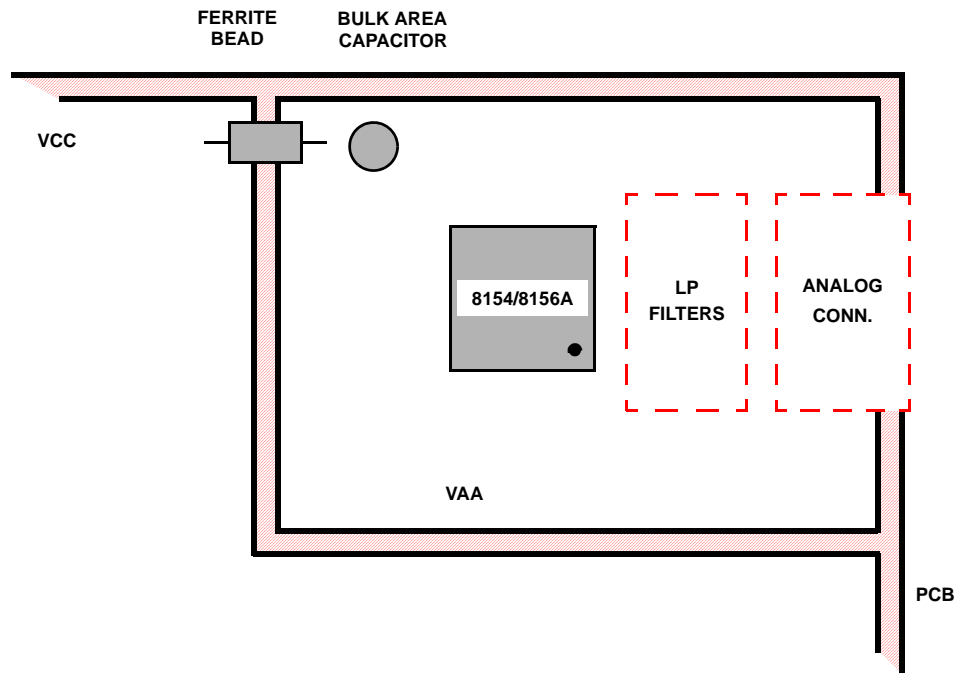 FERRITE
BEAD
BULK AREA
CAPACITOR
VCC
8154/8156A
LP
FILTERS
ANALOG
CONN.
VAA
PCB